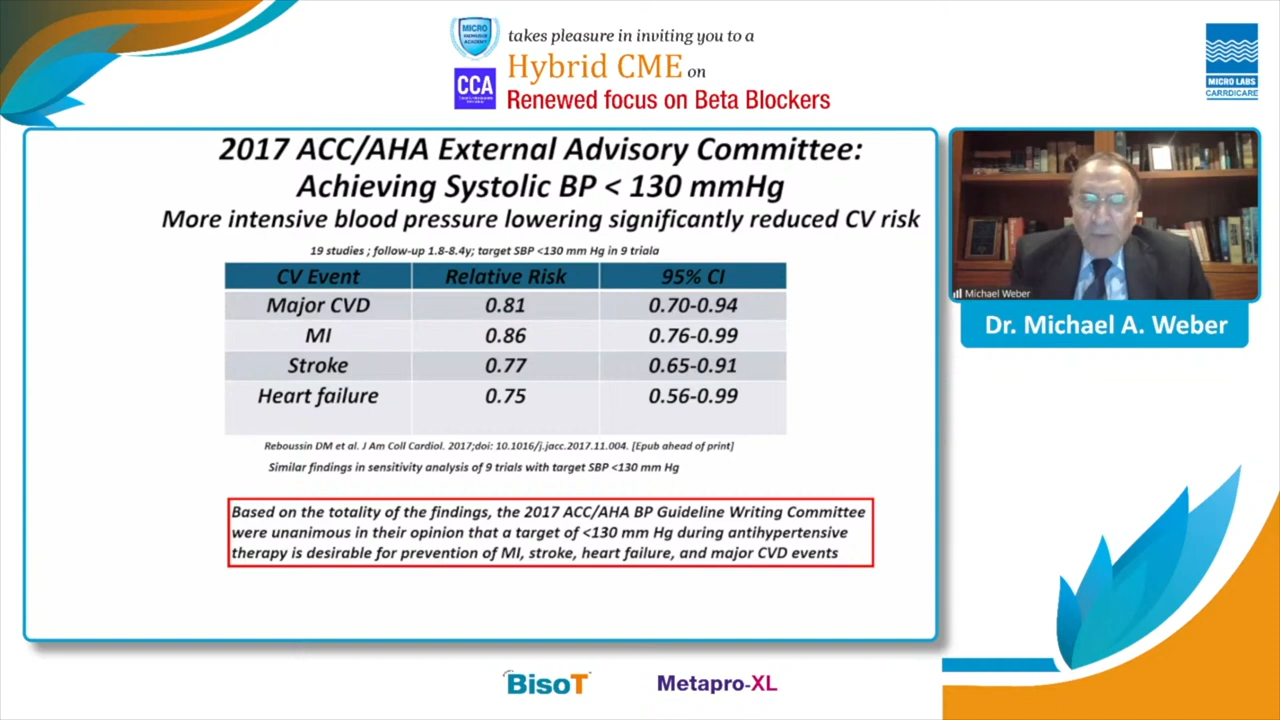 MICRO
KNOWLEDGE
ACADEMY
takes pleasure in inviting you to a
CCA
Hybrid CME on
Renewed focus on Beta Blockers
MICRO LABS
CARRDICARE
2017 ACC/AHA External Advisory Committee:
Achieving Systolic BP < 130 mmHg
More intensive blood pressure lowering significantly reduced CV risk
19 studies ; follow-up 1.8-8.4y; target SBP <130 mm Hg in 9 triala
CV Event Relative Risk 95% CI
Major CVD 0.81 0.70-0.94
MI 0.86 0.76-0.99
Stroke 0.77 0.65-0.91
Heart failure 0.75 0.56-0.99
Reboussin DM et al. J Am Coll Cardiol. 2017;doi: 10.1016/j.jacc.2017.11.004. [Epub ahead of print]
Similar findings in sensitivity analysis of 9 trials with target SBP <130 mm Hg
Based on the totality of the findings, the 2017 ACC/AHA BP Guideline Writing Committee
were unanimous in their opinion that a target of <130 mm Hg during antihypertensive
therapy is desirable for prevention of MI, stroke, heart failure, and major CVD events
Michael Weber
Dr. Michael A. Weber
BisoT
Metapro-XL